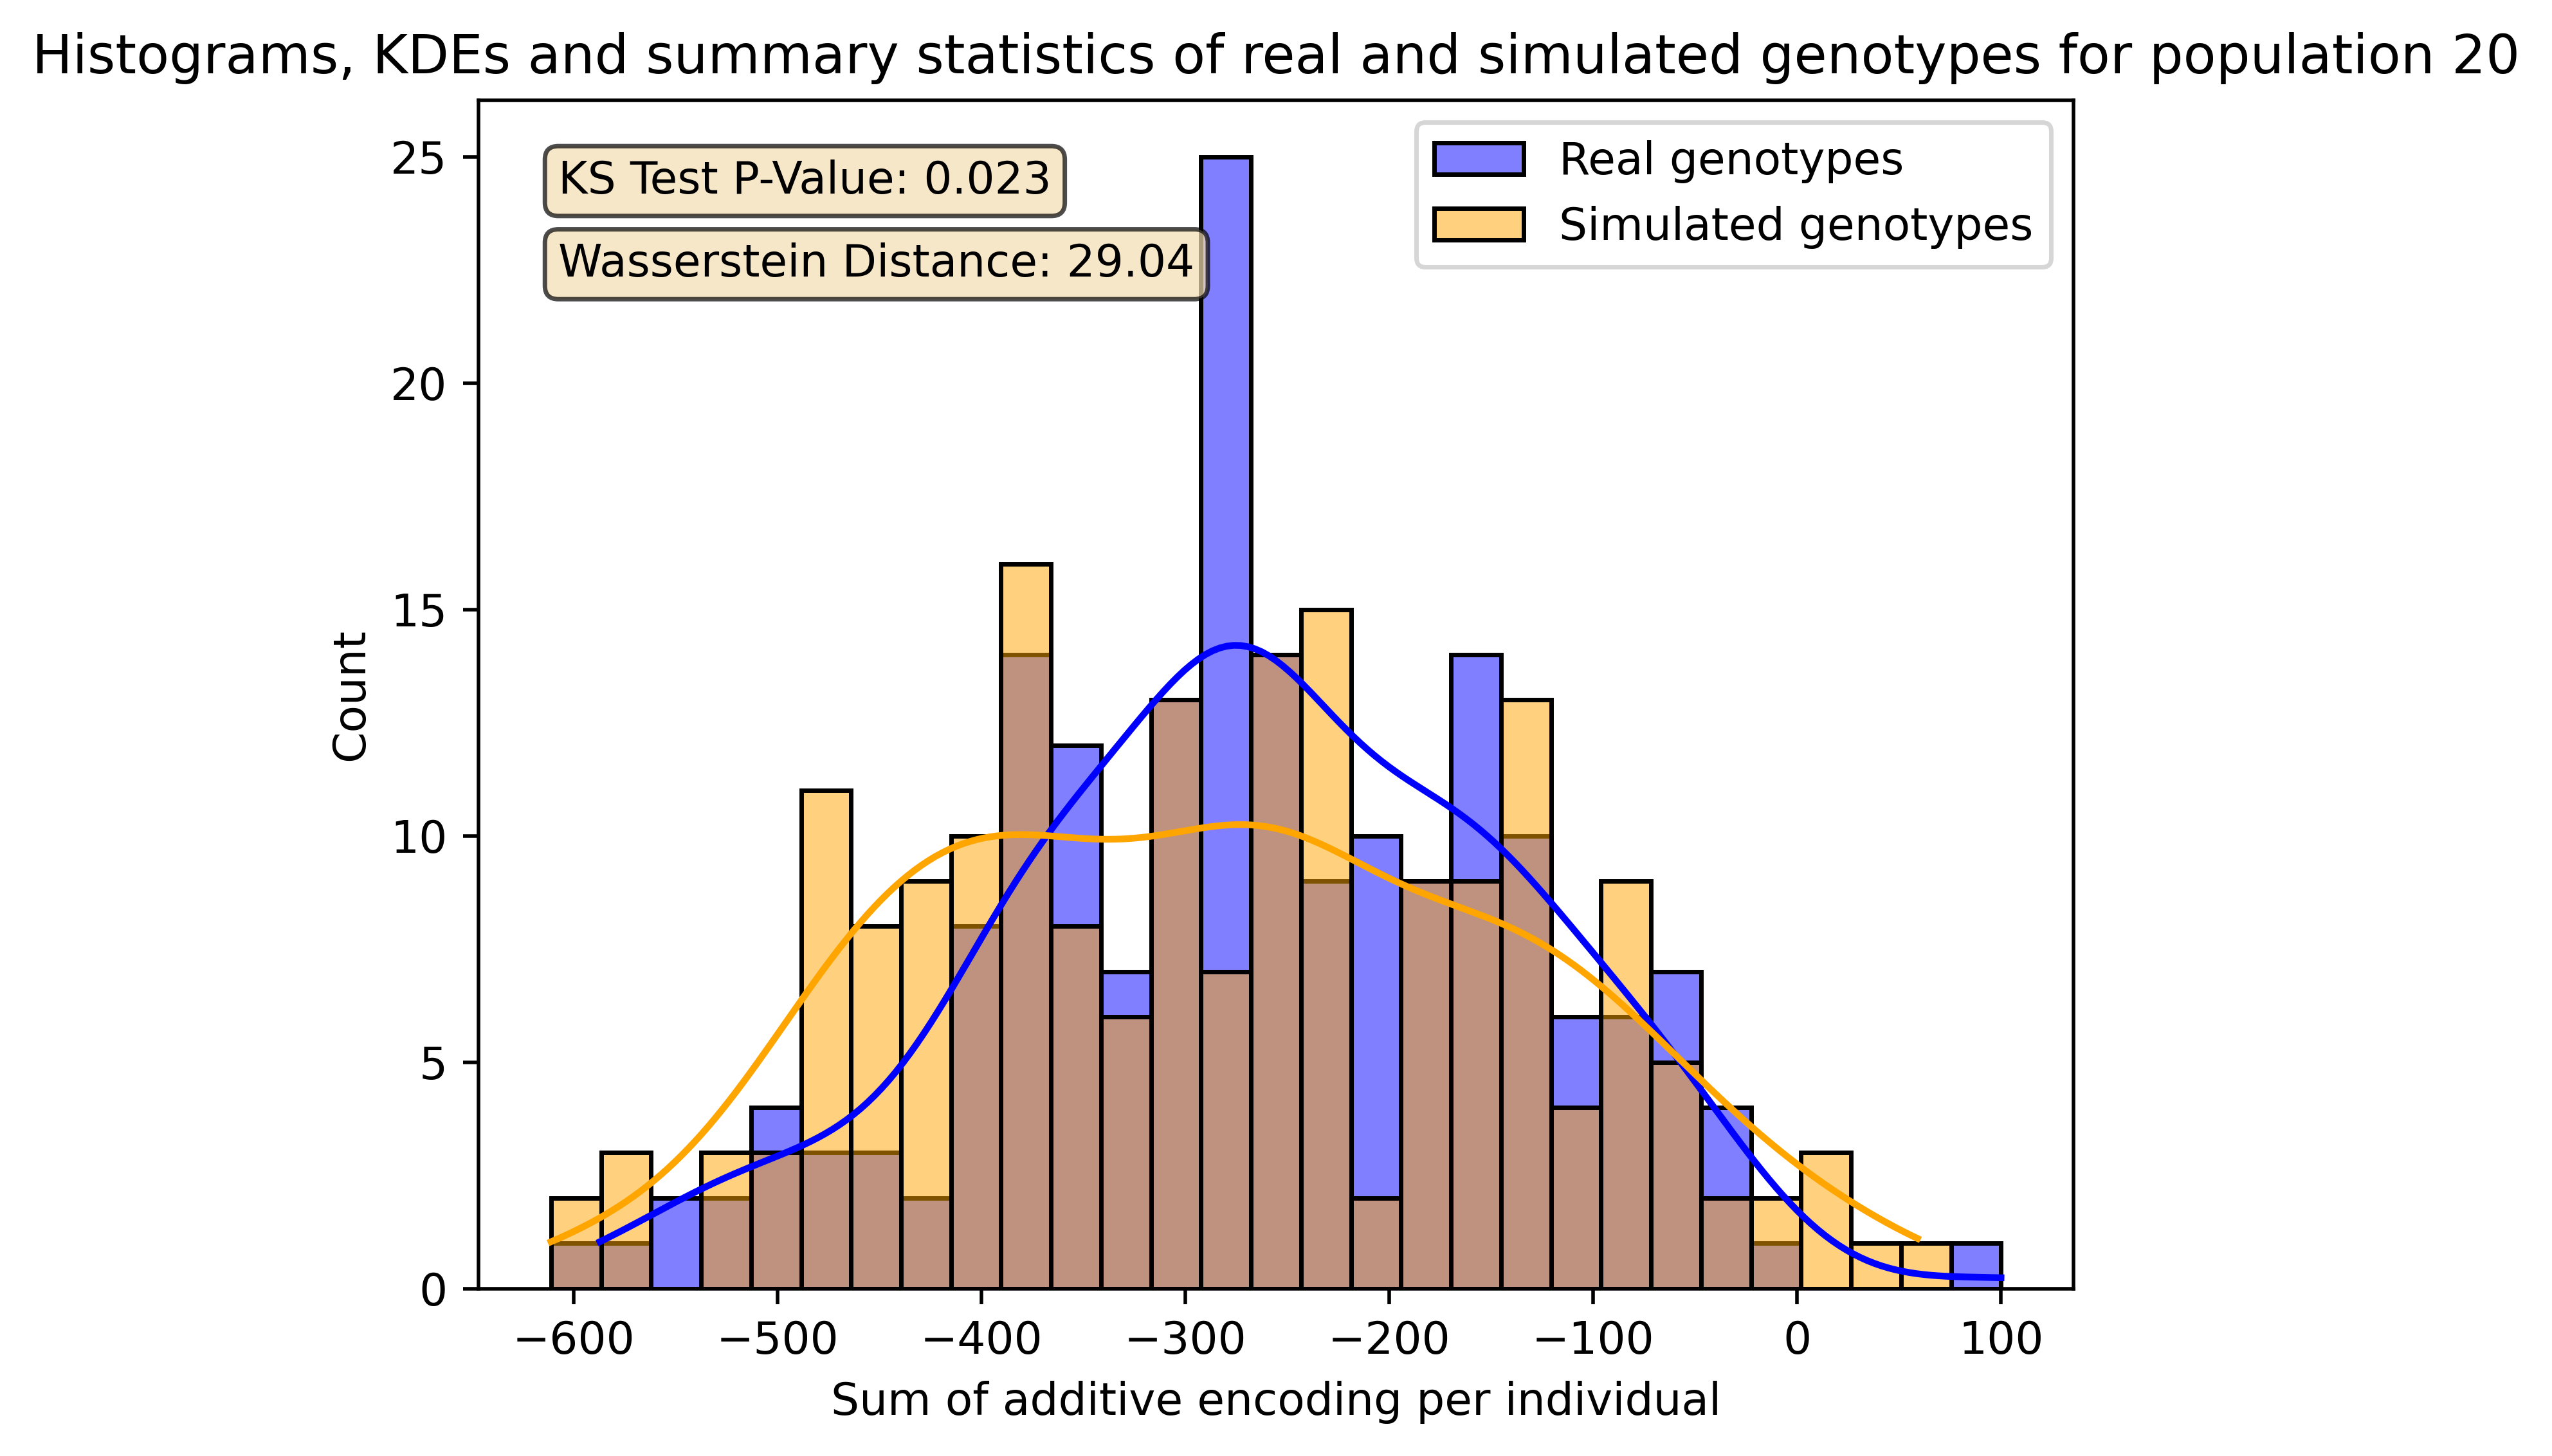 Histograms, KDEs and summary statistics of real and simulated genotypes for population 20
KS Test P-Value: 0.023
Wasserstein Distance: 29.04
Real genotypes
Simulated genotypes
25
20
15
10
5
0
Count
−600 −500 −400 −300 −200 −100 0 100
Sum of additive encoding per individual